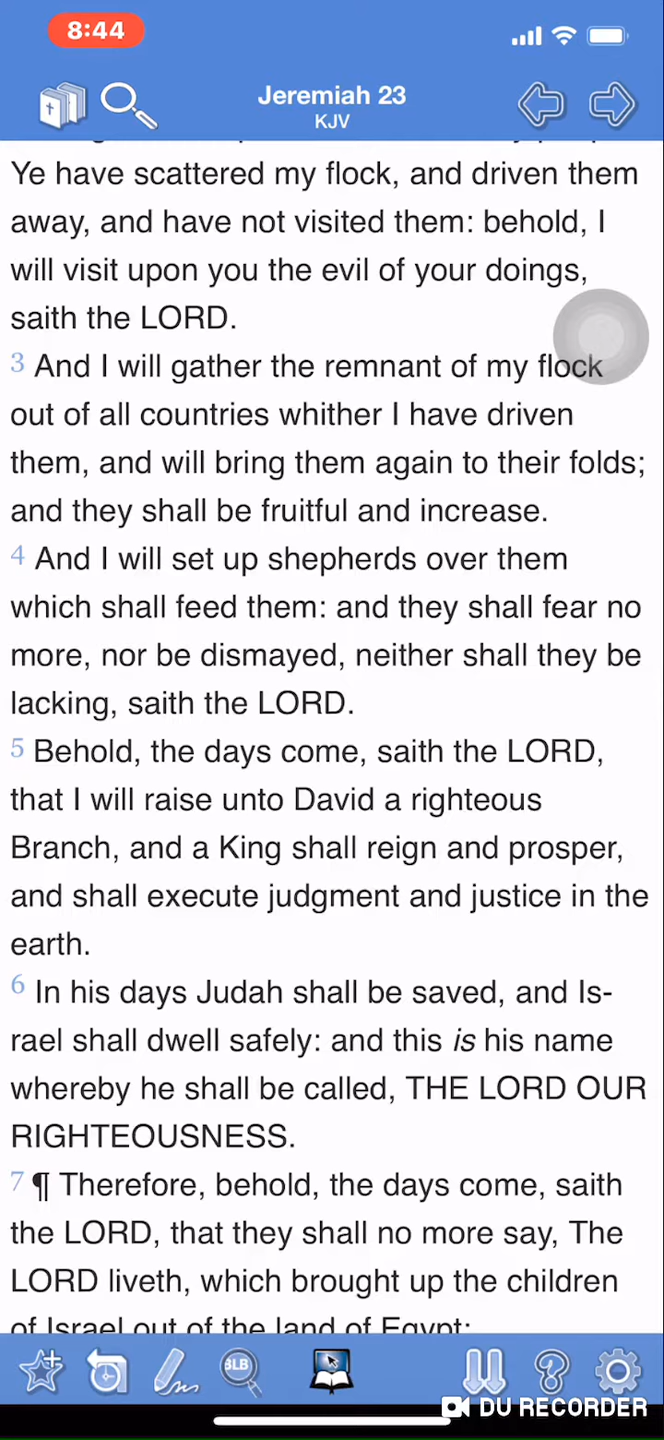 8:44
Jeremiah 23
KJV
Ye have scattered my flock, and driven them
away, and have not visited them: behold, I
will visit upon you the evil of your doings,
saith the LORD.
3 And I will gather the remnant of my flock
out of all countries whither I have driven
them, and will bring them again to their folds;
and they shall be fruitful and increase.
4 And I will set up shepherds over them
which shall feed them: and they shall fear no
more, nor be dismayed, neither shall they be
lacking, saith the LORD.
5 Behold, the days come, saith the LORD,
that I will raise unto David a righteous
Branch, and a King shall reign and prosper,
and shall execute judgment and justice in the
earth.
6 In his days Judah shall be saved, and Is-
rael shall dwell safely: and this is his name
whereby he shall be called, THE LORD OUR
RIGHTEOUSNESS.
7 ¶ Therefore, behold, the days come, saith
the LORD, that they shall no more say, The
LORD liveth, which brought up the children
of Israel out of the land of Egypt;
BLB
DU RECORDER